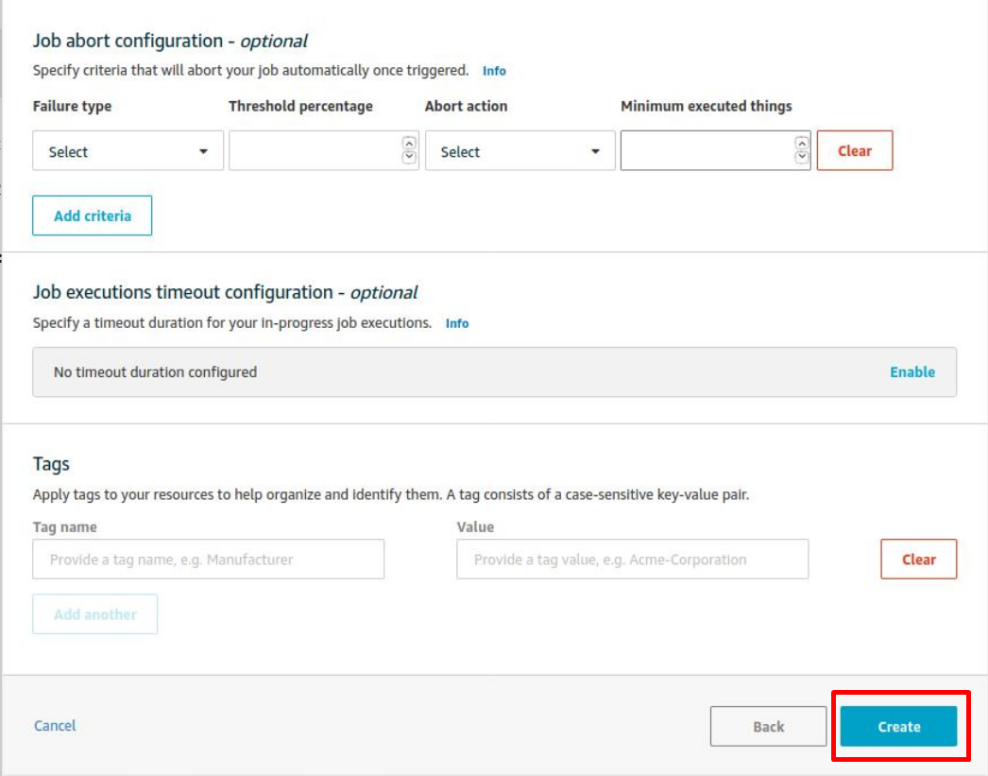 Job abort configuration - optional
Specify criteria that will abort your job automatically once triggered. Info
Failure type Threshold percentage Abort action Minimum executed things
Select Select Clear
Add criteria
Job executions timeout configuration - optional
Specify a timeout duration for your in-progress job executions. Info
No timeout duration configured Enable
Tags
Apply tags to your resources to help organize and identify them. A tag consists of a case-sensitive key-value pair.
Tag name Value
Provide a tag name, e.g. Manufacturer Provide a tag value, e.g. Acme-Corporation Clear
Add another
Cancel Back Create